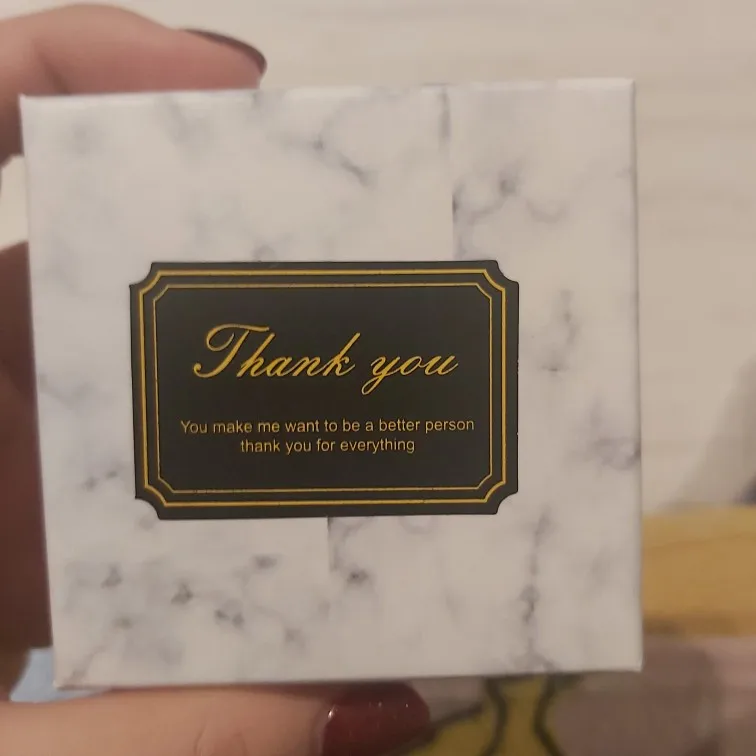 Thank you
You make me want to be a better person
thank you for everything